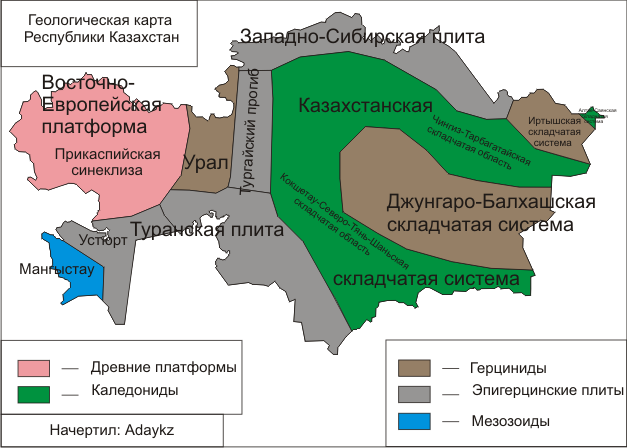 Геологическая карта
Республики Казахстан
Западно-Сибирская плита
Восточно-
Европейская
платформа
Прикаспийская
синеклиза
Урал
Тургайский прогиб
Казахстанская
Чингиз-Тарбагатайская
складчатая область
Иртышская
складчатая
система
Кокшетау-Северо-Тянь-Шаньская
складчатая область
Джунгаро-Балхашская
складчатая система
Туранская плита
Устюрт
Мангыстау
складчатая система
— Древние платформы
— Каледониды
— Герциниды
— Эпигерцинские плиты
— Мезозоиды
Начертил: Adaykz